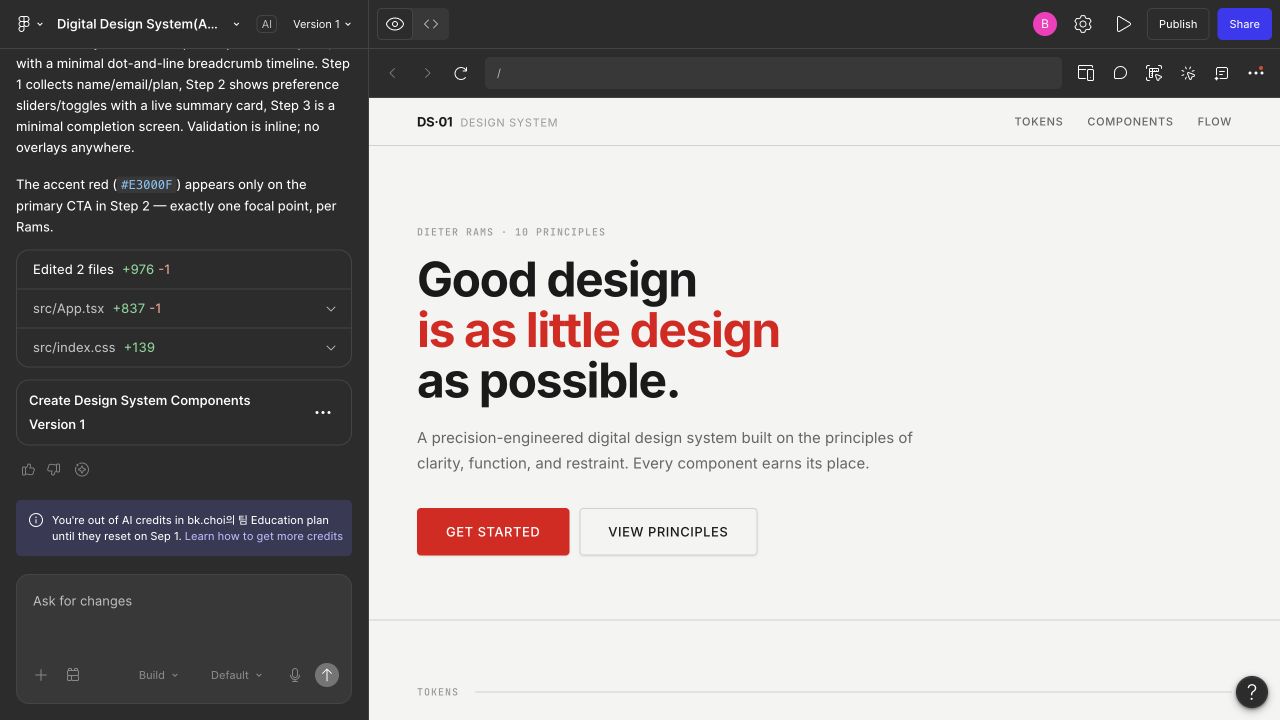 Digital Design System(A...
AI
Version 1
with a minimal dot-and-line breadcrumb timeline. Step
1 collects name/email/plan, Step 2 shows preference
sliders/toggles with a live summary card, Step 3 is a
minimal completion screen. Validation is inline; no
overlays anywhere.
The accent red ( #E3000F ) appears only on the
primary CTA in Step 2 — exactly one focal point, per
Rams.
Edited 2 files +976 -1
src/App.tsx +837 -1
src/index.css +139
Create Design System Components
Version 1
You're out of AI credits in bk.choi의 팀 Education plan
until they reset on Sep 1. Learn how to get more credits
Ask for changes
Build
Default
B
Publish
Share
/
DS·01 DESIGN SYSTEM
TOKENS
COMPONENTS
FLOW
DIETER RAMS · 10 PRINCIPLES
Good design
is as little design
as possible.
A precision-engineered digital design system built on the principles of
clarity, function, and restraint. Every component earns its place.
GET STARTED
VIEW PRINCIPLES
TOKENS
?